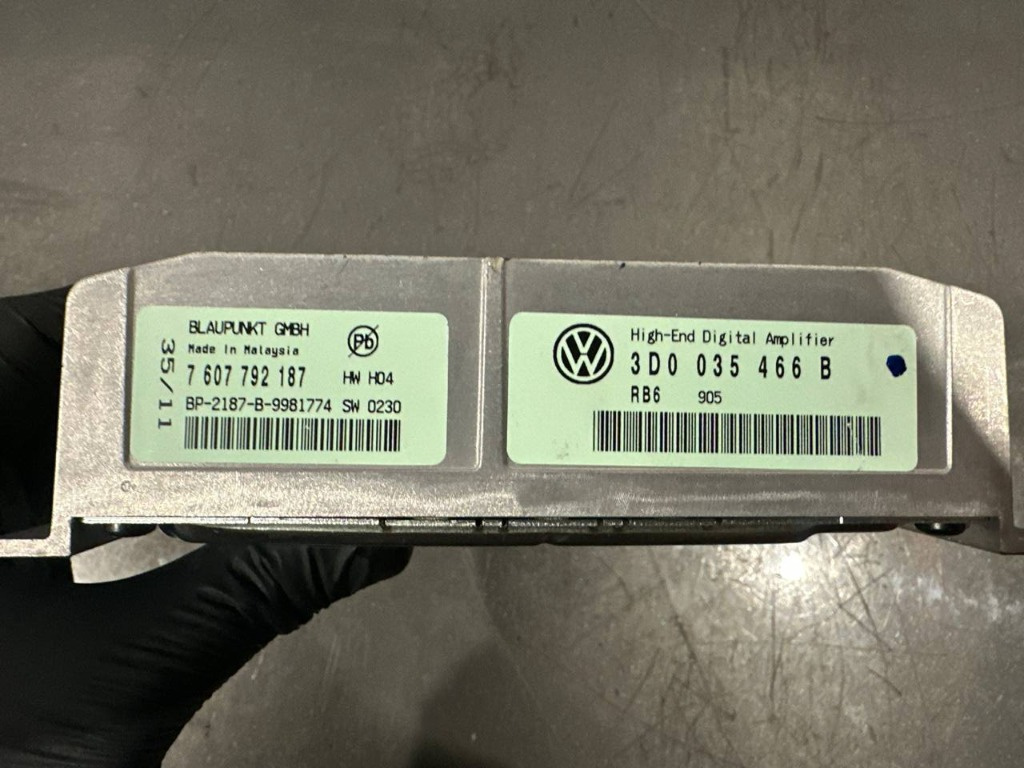 BLAUPUNKT GMBH
Pb
Made In Malaysia
7 607 792 187 HW H04
BP-2187-B-9981774 SW 0230
35/11
VW
High-End Digital Amplifier
3D0 035 466 B
RB6 905